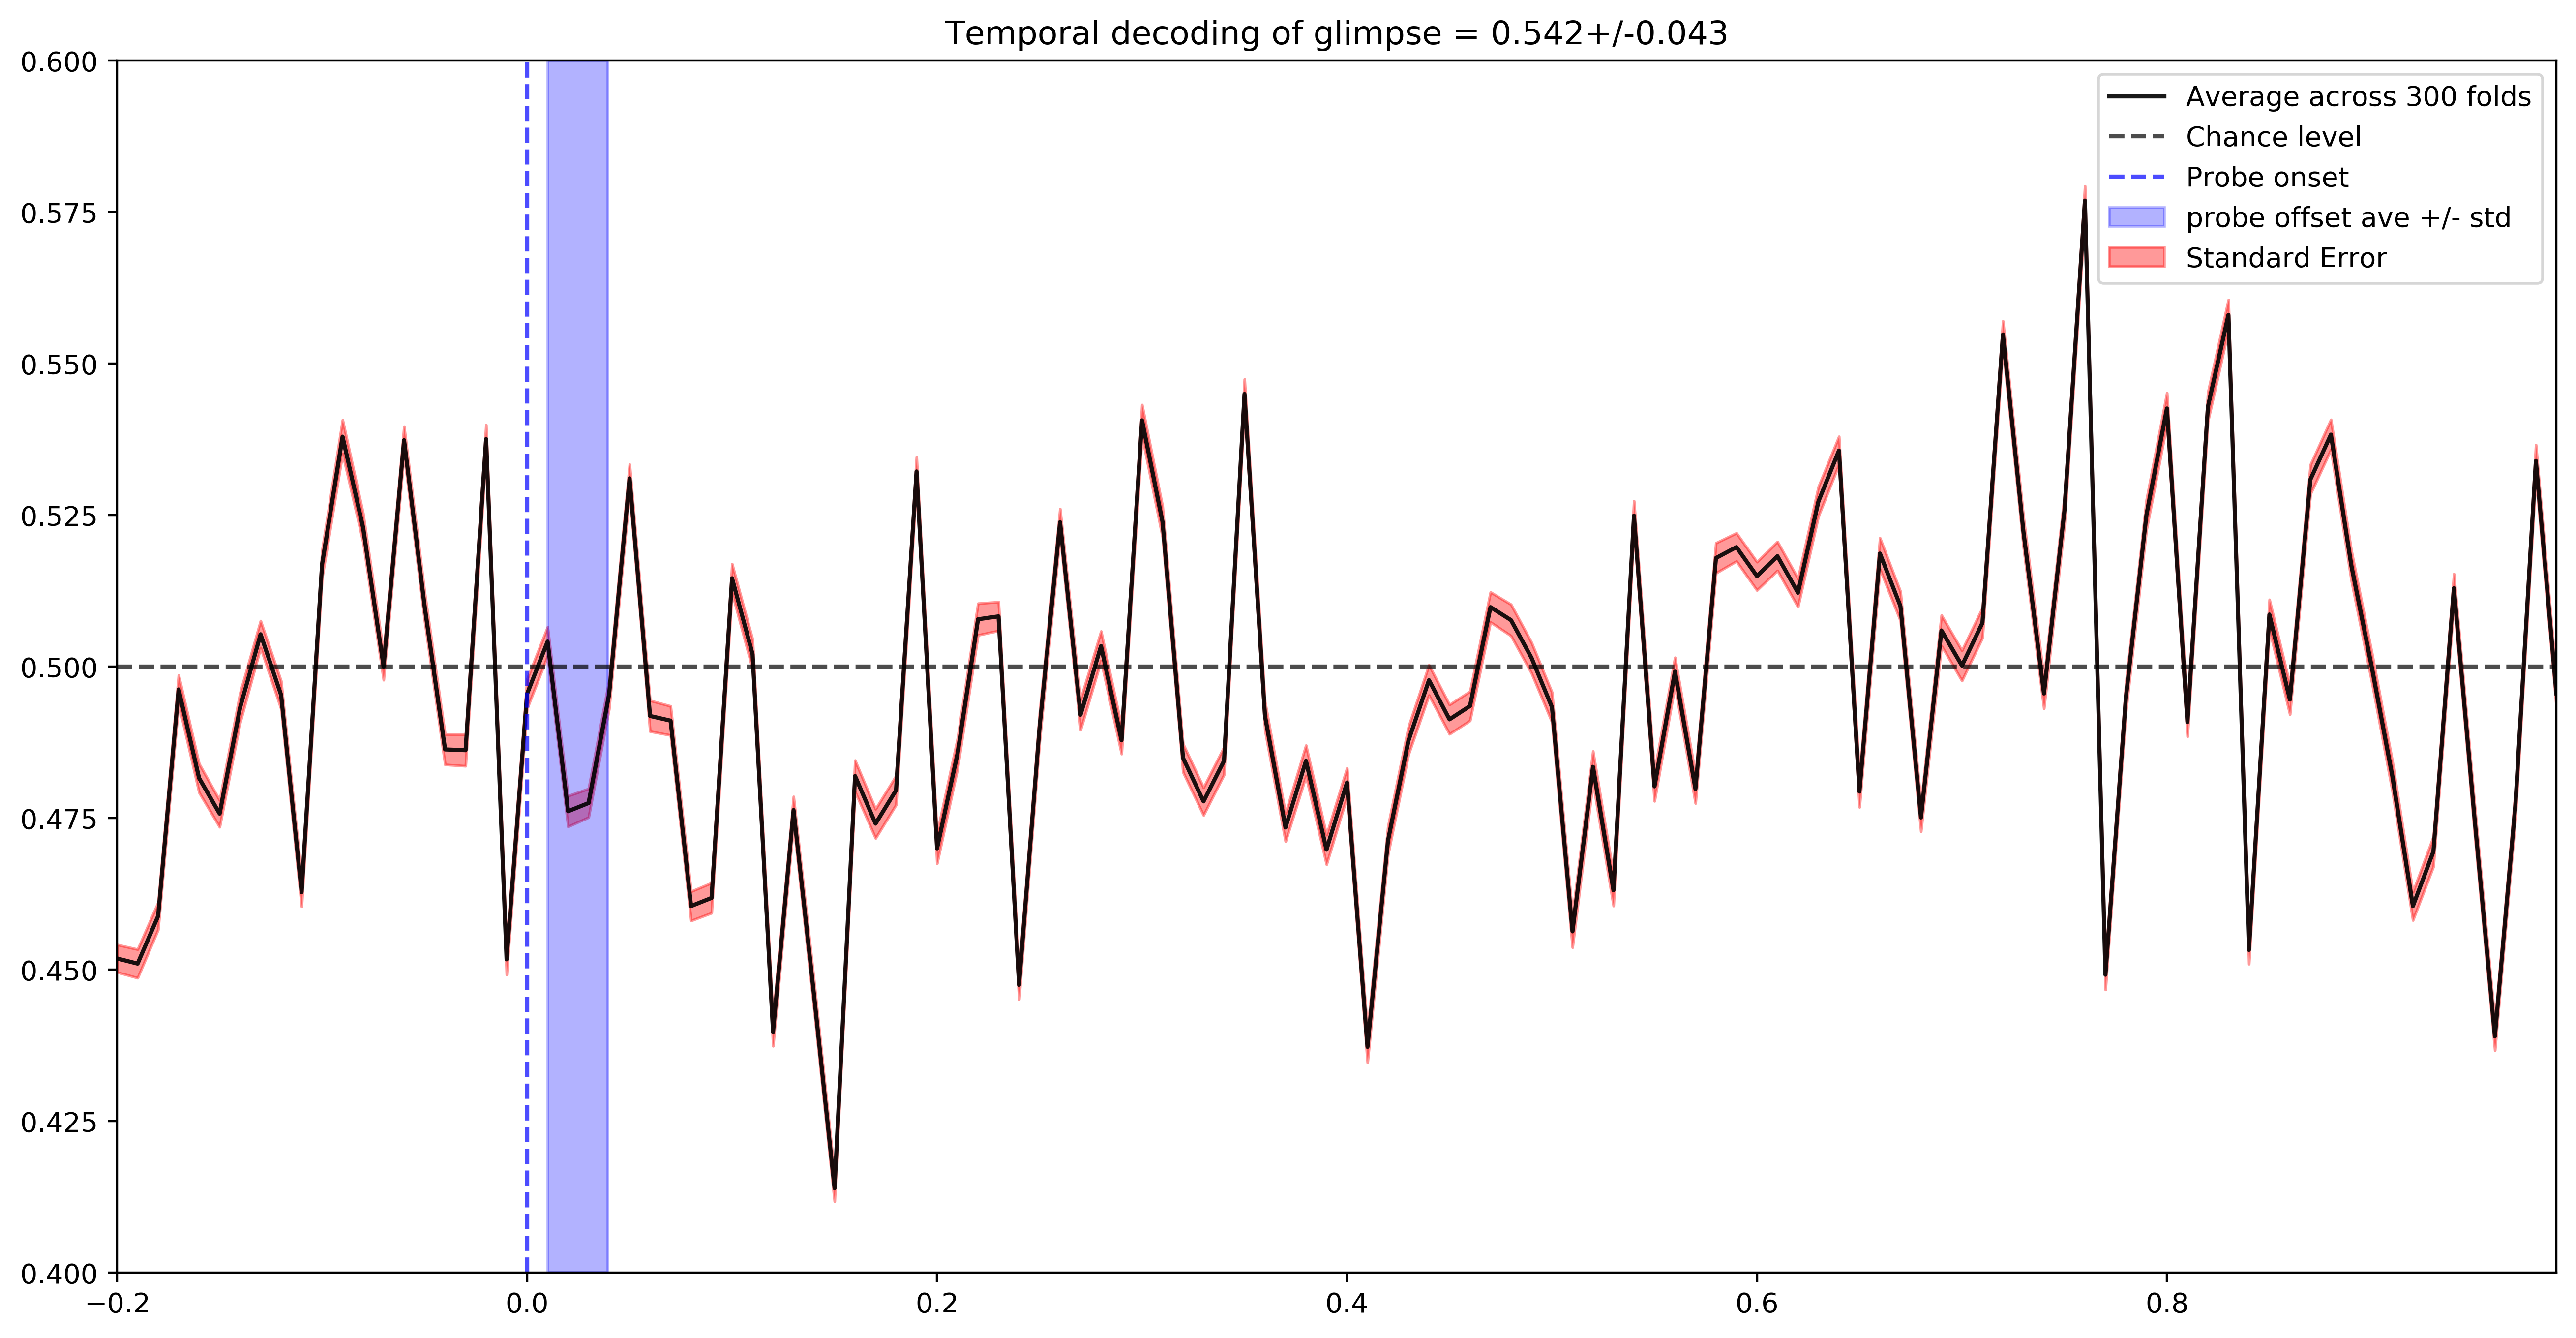 Temporal decoding of glimpse = 0.542+/-0.043
0.600
0.575
0.550
0.525
0.500
0.475
0.450
0.425
0.400
−0.2
0.0
0.2
0.4
0.6
0.8
Average across 300 folds
Chance level
Probe onset
probe offset ave +/- std
Standard Error